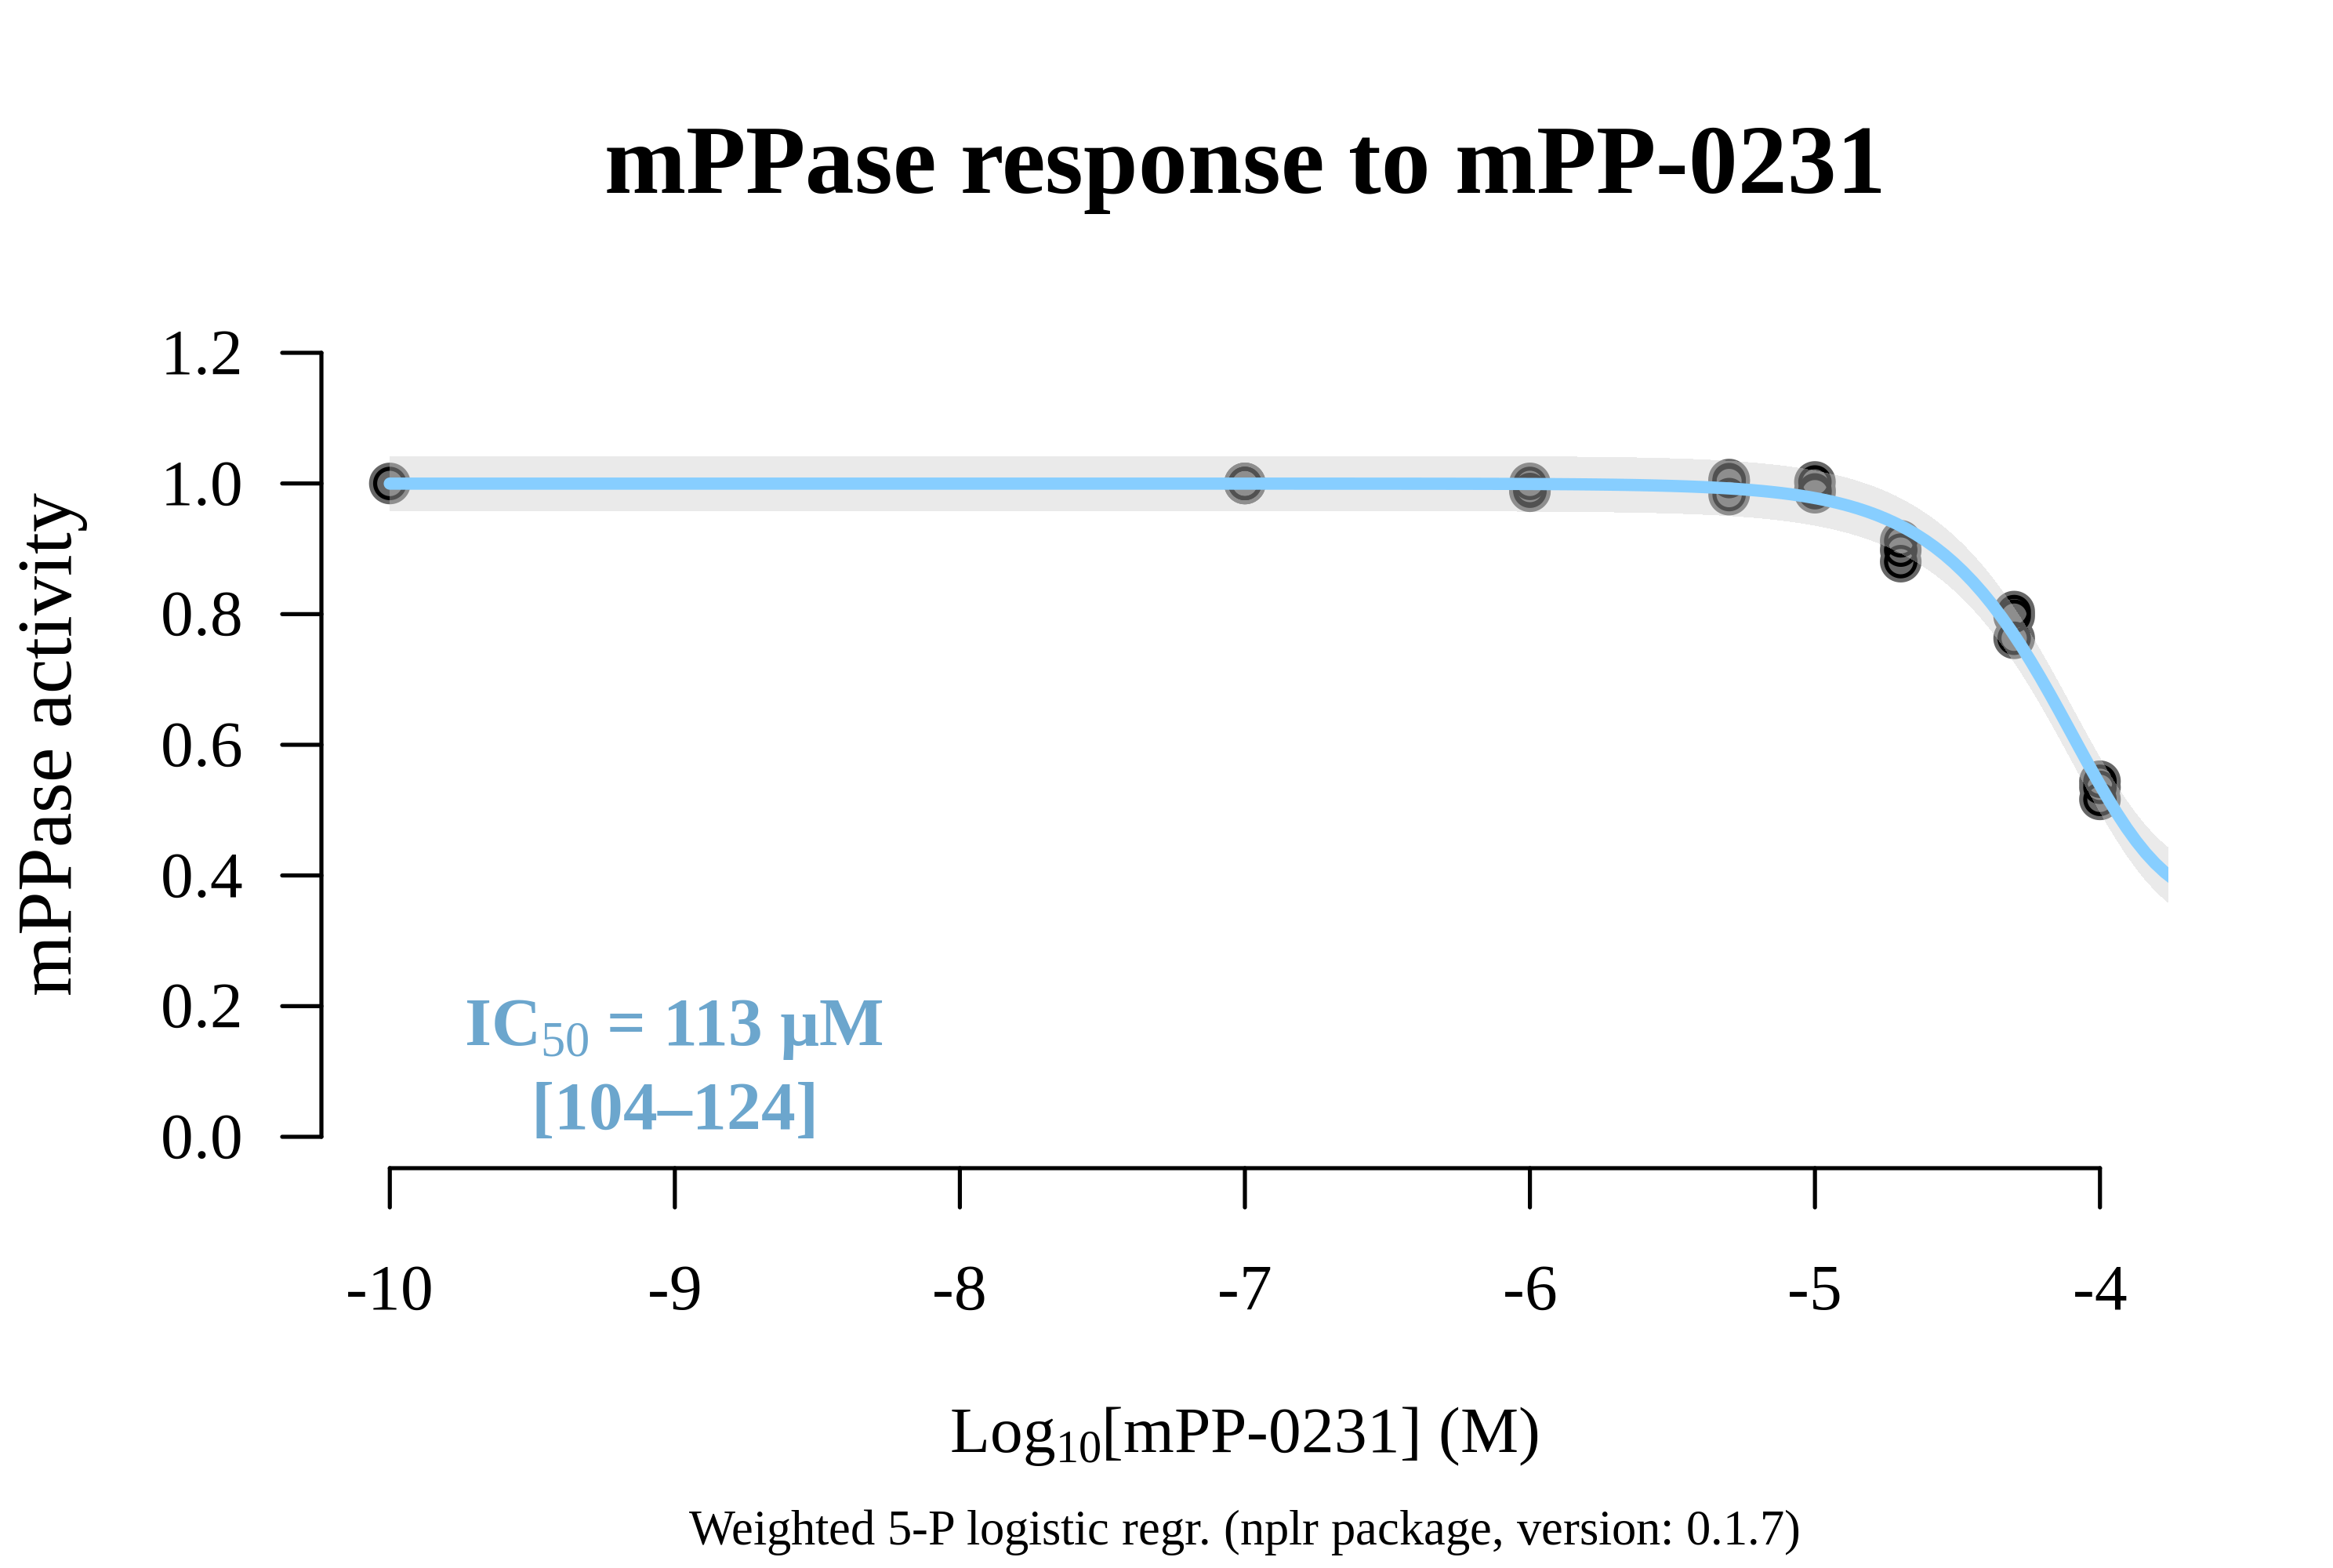 mPPase response to mPP-0231
mPPase activity
1.2
1.0
0.8
0.6
0.4
0.2
0.0
IC50 = 113 µM
[104–124]
-10 -9 -8 -7 -6 -5 -4
Log10[mPP-0231] (M)
Weighted 5-P logistic regr. (nplr package, version: 0.1.7)